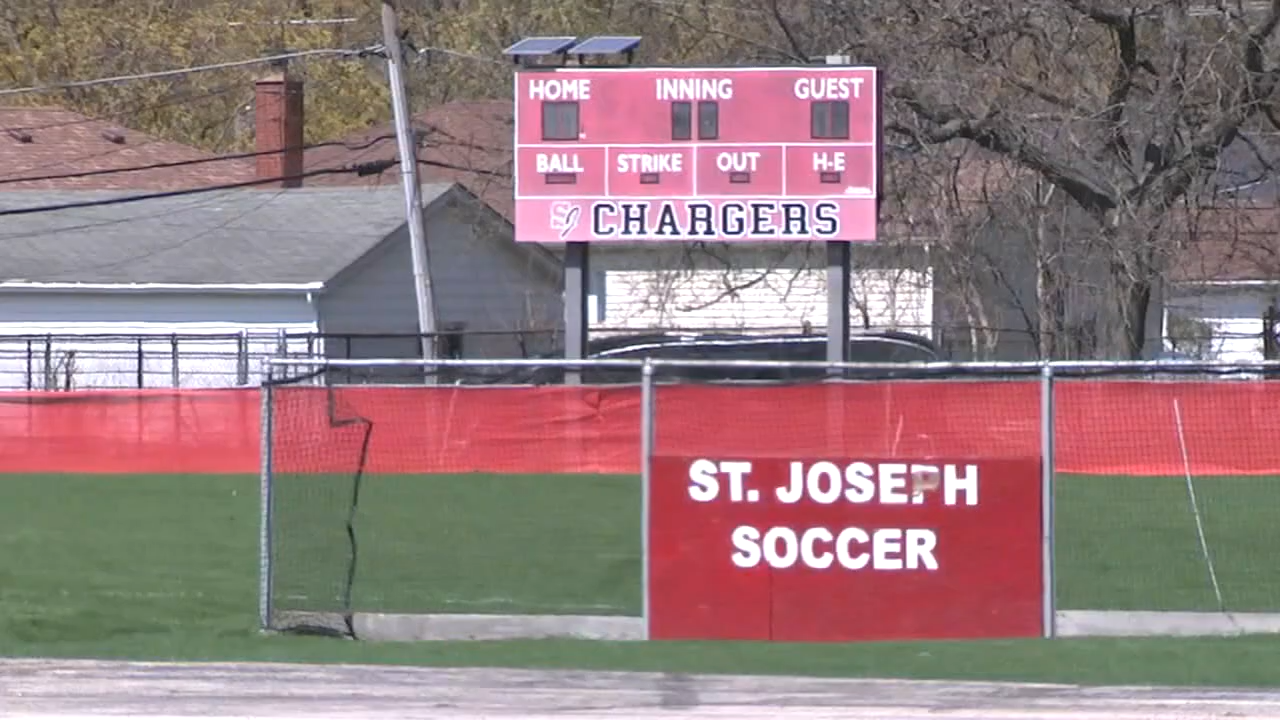 HOME INNING GUEST
BALL STRIKE OUT H-E
SJ CHARGERS
ST. JOSEPH
SOCCER